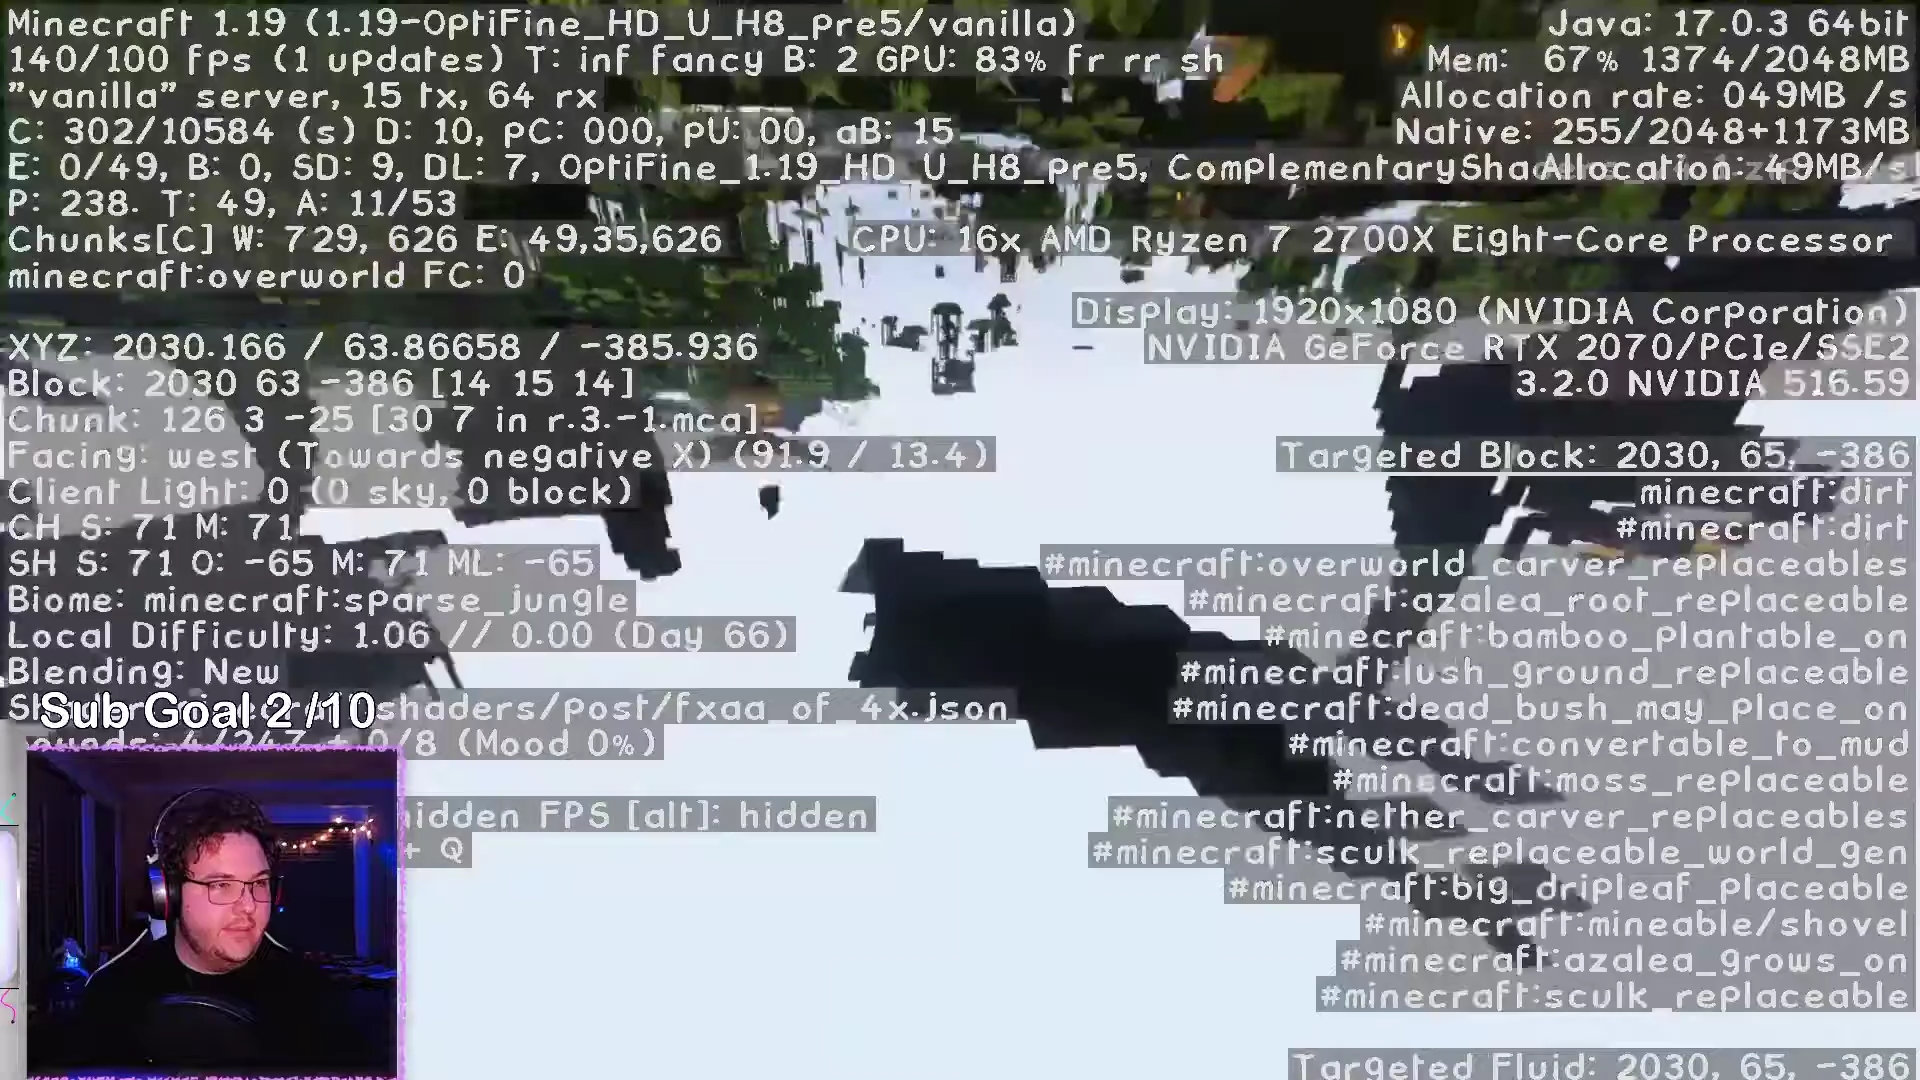 Minecraft 1.19 (1.19-OptiFine_HD_U_H8_pre5/vanilla)
140/100 fps (1 updates) T: inf fancy B: 2 GPU: 83% fr rr sh
"vanilla" server, 15 tx, 64 rx
C: 302/10584 (s) D: 10, pC: 000, pU: 00, aB: 15
E: 0/49, B: 0, SD: 9, DL: 7, OptiFine_1.19_HD_U_H8_pre5,
P: 238. T: 49, A: 11/53
Chunks[C] W: 729, 626 E: 49,35,626
minecraft:overworld FC: 0
XYZ: 2030.166 / 63.86658 / -385.936
Block: 2030 63 -386 [14 15 14]
Chunk: 126 3 -25 [30 7 in r.3.-1.mca]
Facing: west (Towards negative X) (91.9 / 13.4)
Client Light: 0 (0 sky, 0 block)
CH S: 71 M: 71
SH S: 71 O: -65 M: 71 ML: -65
Biome: minecraft:sparse_jungle
Local Difficulty: 1.06 // 0.00 (Day 66)
Blending: New
Sub Goal 2 /10
shaders/post/fxaa_of_4x.json
(Mood 0%)
FPS [alt]: hidden
+ Q
Java: 17.0.3 64bit
Mem: 67% 1374/2048MB
Allocation rate: 049MB /s
Native: 255/2048+1173MB
Allocation: 49MB/s
CPU: 16x AMD Ryzen 7 2700X Eight-Core Processor
Display: 1920x1080 (NVIDIA Corporation)
NVIDIA GeForce RTX 2070/PCIe/SSE2
3.2.0 NVIDIA 516.59
Targeted Block: 2030, 65, -386
minecraft:dirt
#minecraft:dirt
#minecraft:overworld_carver_replaceables
#minecraft:azalea_root_replaceable
#minecraft:bamboo_plantable_on
#minecraft:lush_ground_replaceable
#minecraft:dead_bush_may_place_on
#minecraft:convertable_to_mud
#minecraft:moss_replaceable
#minecraft:nether_carver_replaceables
#minecraft:sculk_replaceable_world_gen
#minecraft:big_dripleaf_placeable
#minecraft:mineable/shovel
#minecraft:azalea_grows_on
#minecraft:sculk_replaceable
Targeted Fluid: 2030, 65, -386